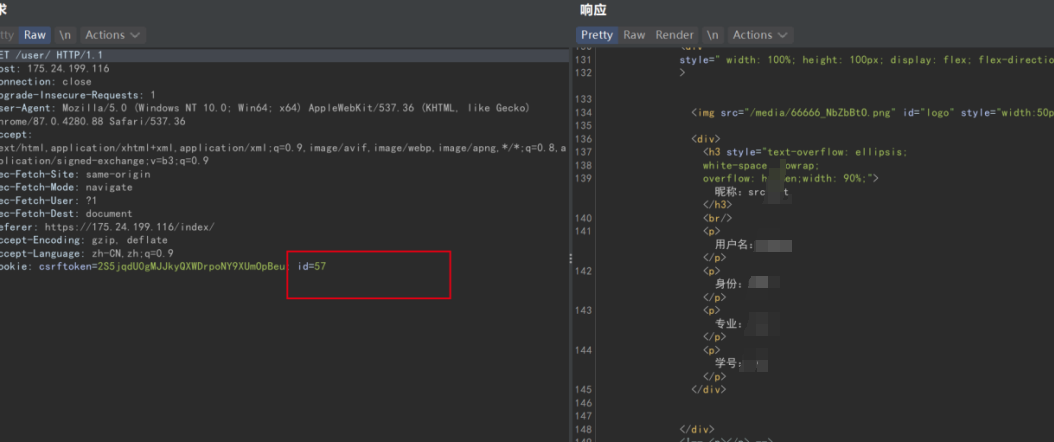 求
tty Raw \n Actions
ET /user/ HTTP/1.1
ost: 175.24.199.116
onnection: close
pgrade-Insecure-Requests: 1
ser-Agent: Mozilla/5.0 (Windows NT 10.0; Win64; x64) AppleWebKit/537.36 (KHTML, like Gecko)
hrome/87.0.4280.88 Safari/537.36
ccept:
ext/html,application/xhtml+xml,application/xml;q=0.9,image/avif,image/webp,image/apng,*/*;q=0.8,a
plication/signed-exchange;v=b3;q=0.9
ec-Fetch-Site: same-origin
ec-Fetch-Mode: navigate
ec-Fetch-User: ?1
ec-Fetch-Dest: document
eferer: https://175.24.199.116/index/
ccept-Encoding: gzip, deflate
ccept-Language: zh-CN,zh;q=0.9
ookie: csrftoken=2S5jqdUOgMJJkyQXWDrpoNY9XUmOpBeu; id=57
响应
Pretty Raw Render \n Actions
<div
131 style=" width: 100%; height: 100px; display: flex; flex-direction
132 >
133
134 <img src="/media/66666_NbZbBtO.png" id="logo" style="width:50p
135
136 <div>
137 <h3 style="text-overflow: ellipsis;
138 white-space owrap;
139 overflow: h en;width: 90%;">
昵称：src t
</h3>
140 <br/>
141 <p>
用户名：
</p>
142 <p>
身份：
</p>
143 <p>
专业：
</p>
144 <p>
学号：
</p>
145 </div>
146
147
148 </div>